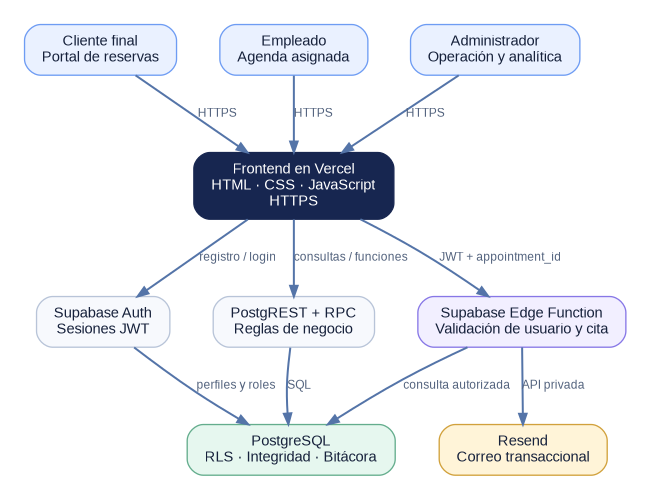 Cliente final
Portal de reservas
Empleado
Agenda asignada
Administrador
Operación y analítica
HTTPS
HTTPS
HTTPS
Frontend en Vercel
HTML · CSS · JavaScript
HTTPS
registro / login
consultas / funciones
JWT + appointment_id
Supabase Auth
Sesiones JWT
PostgREST + RPC
Reglas de negocio
Supabase Edge Function
Validación de usuario y cita
perfiles y roles
SQL
consulta autorizada
API privada
PostgreSQL
RLS · Integridad · Bitácora
Resend
Correo transaccional